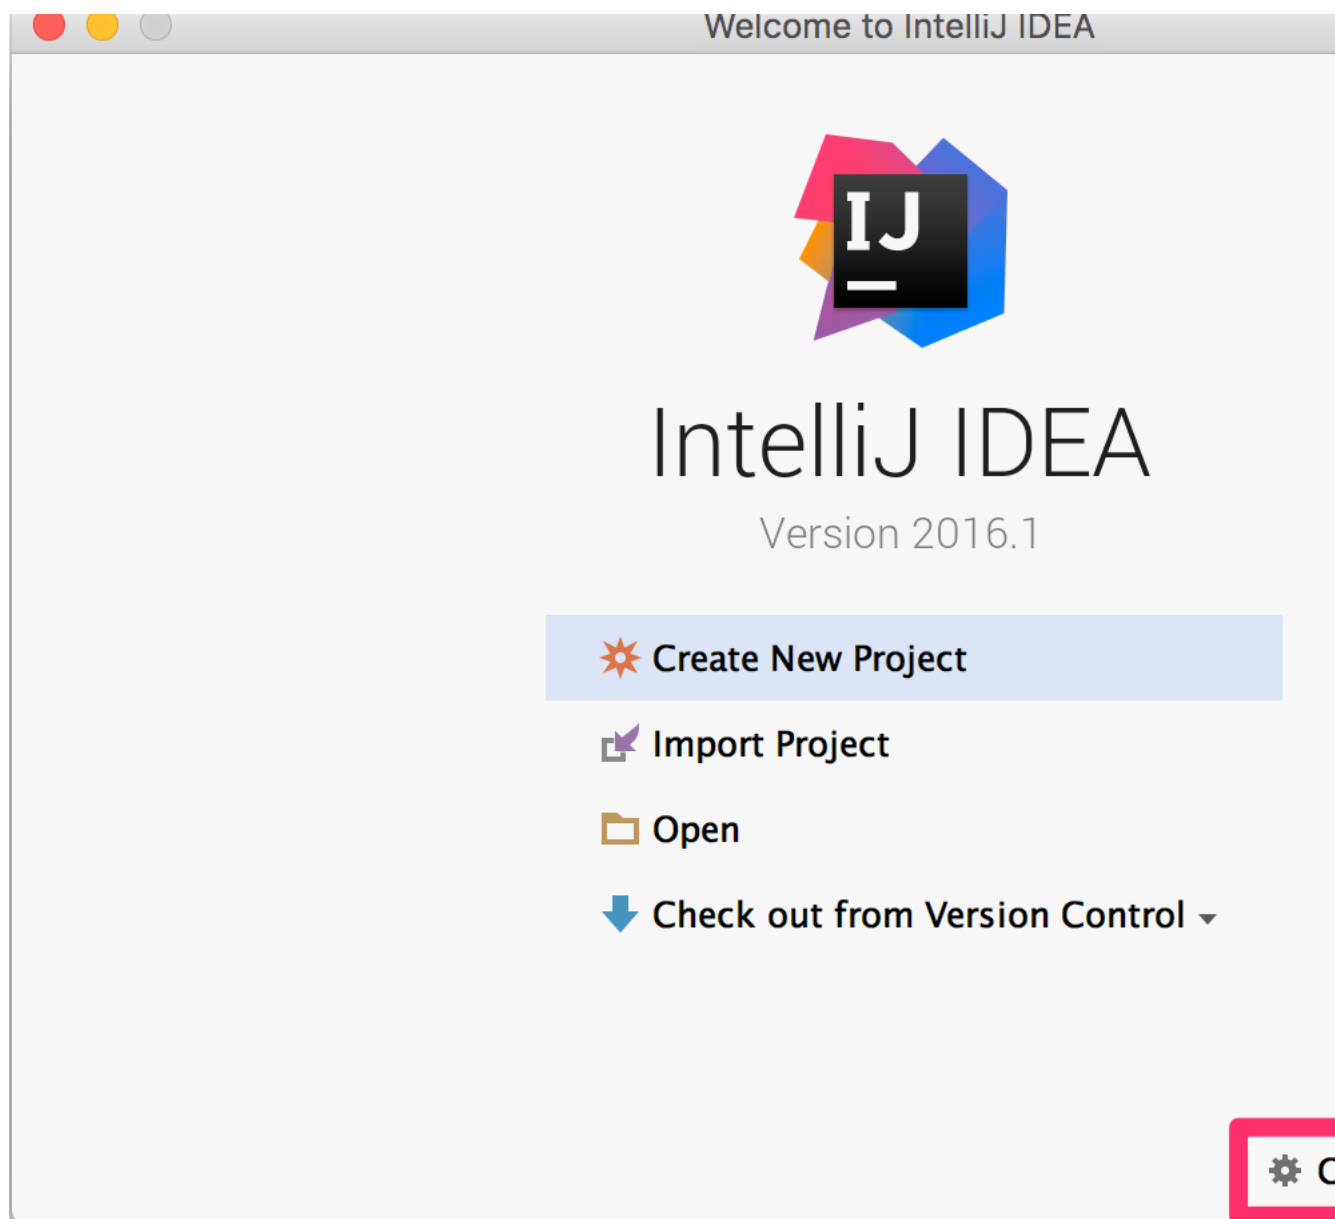 Welcome to IntelliJ IDEA
IJ
IntelliJ IDEA
Version 2016.1
Create New Project
Import Project
Open
Check out from Version Control